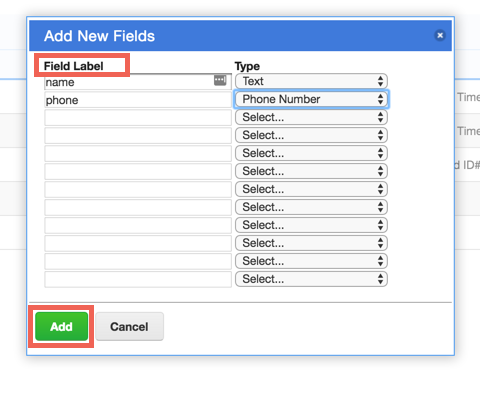 Add New Fields
Field Label Type
name Text
phone Phone Number
Time
Select...
Select...
Time
Select...
d ID#
Select...
Select...
Select...
Select...
Select...
Select...
Select...
Add Cancel